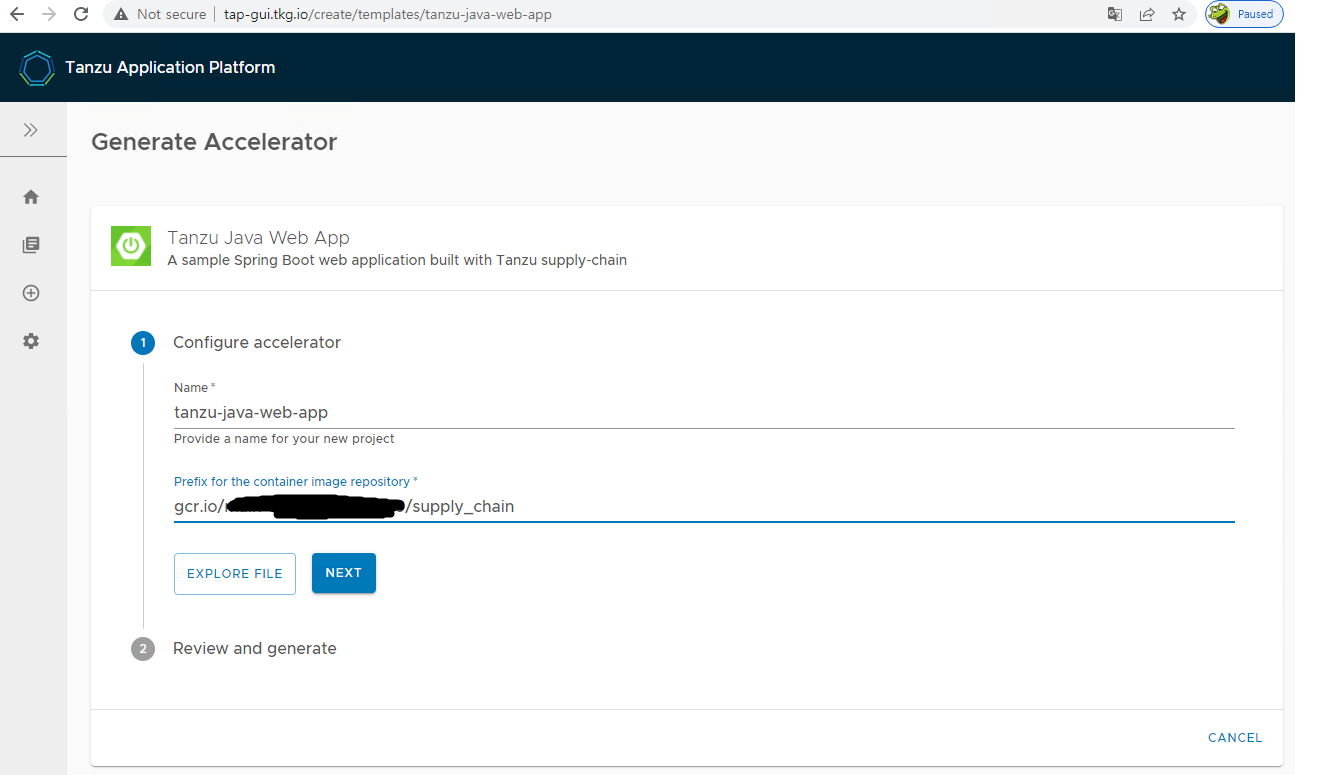 Not secure | tap-gui.tkg.io/create/templates/tanzu-java-web-app Paused
Tanzu Application Platform
Generate Accelerator
Tanzu Java Web App
A sample Spring Boot web application built with Tanzu supply-chain
1 Configure accelerator
Name *
tanzu-java-web-app
Provide a name for your new project
Prefix for the container image repository *
gcr.io/ /supply_chain
EXPLORE FILE NEXT
2 Review and generate
CANCEL